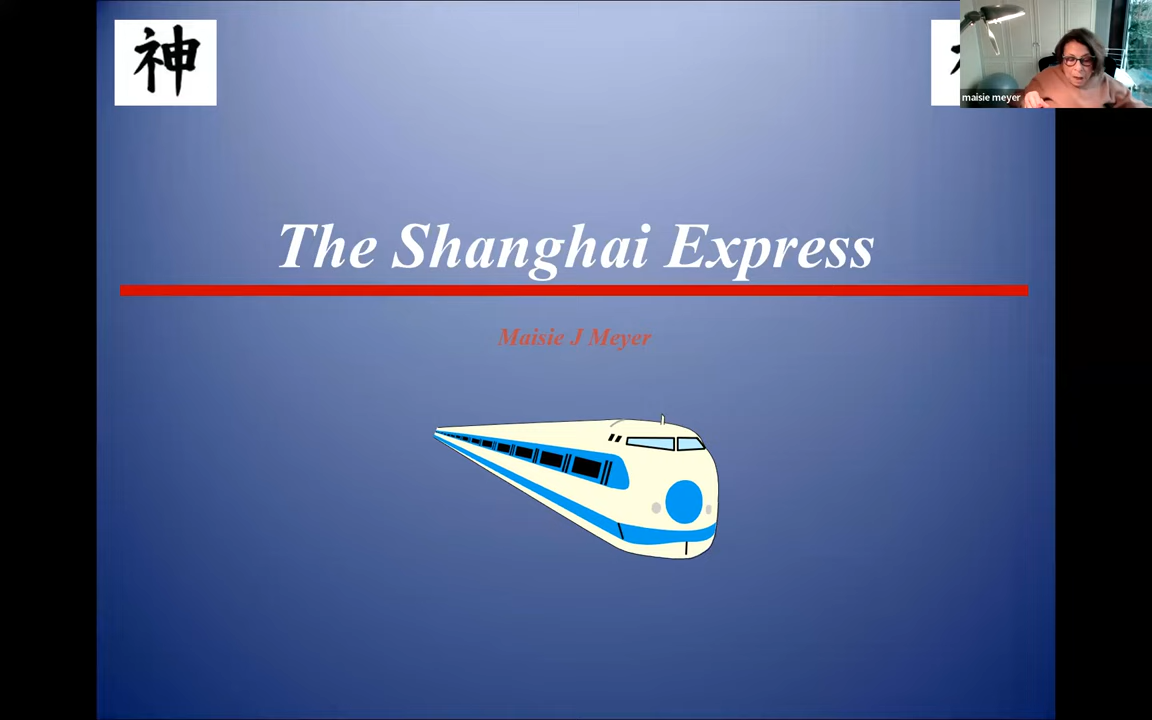 神
maisie meyer
The Shanghai Express
Maisie J Meyer